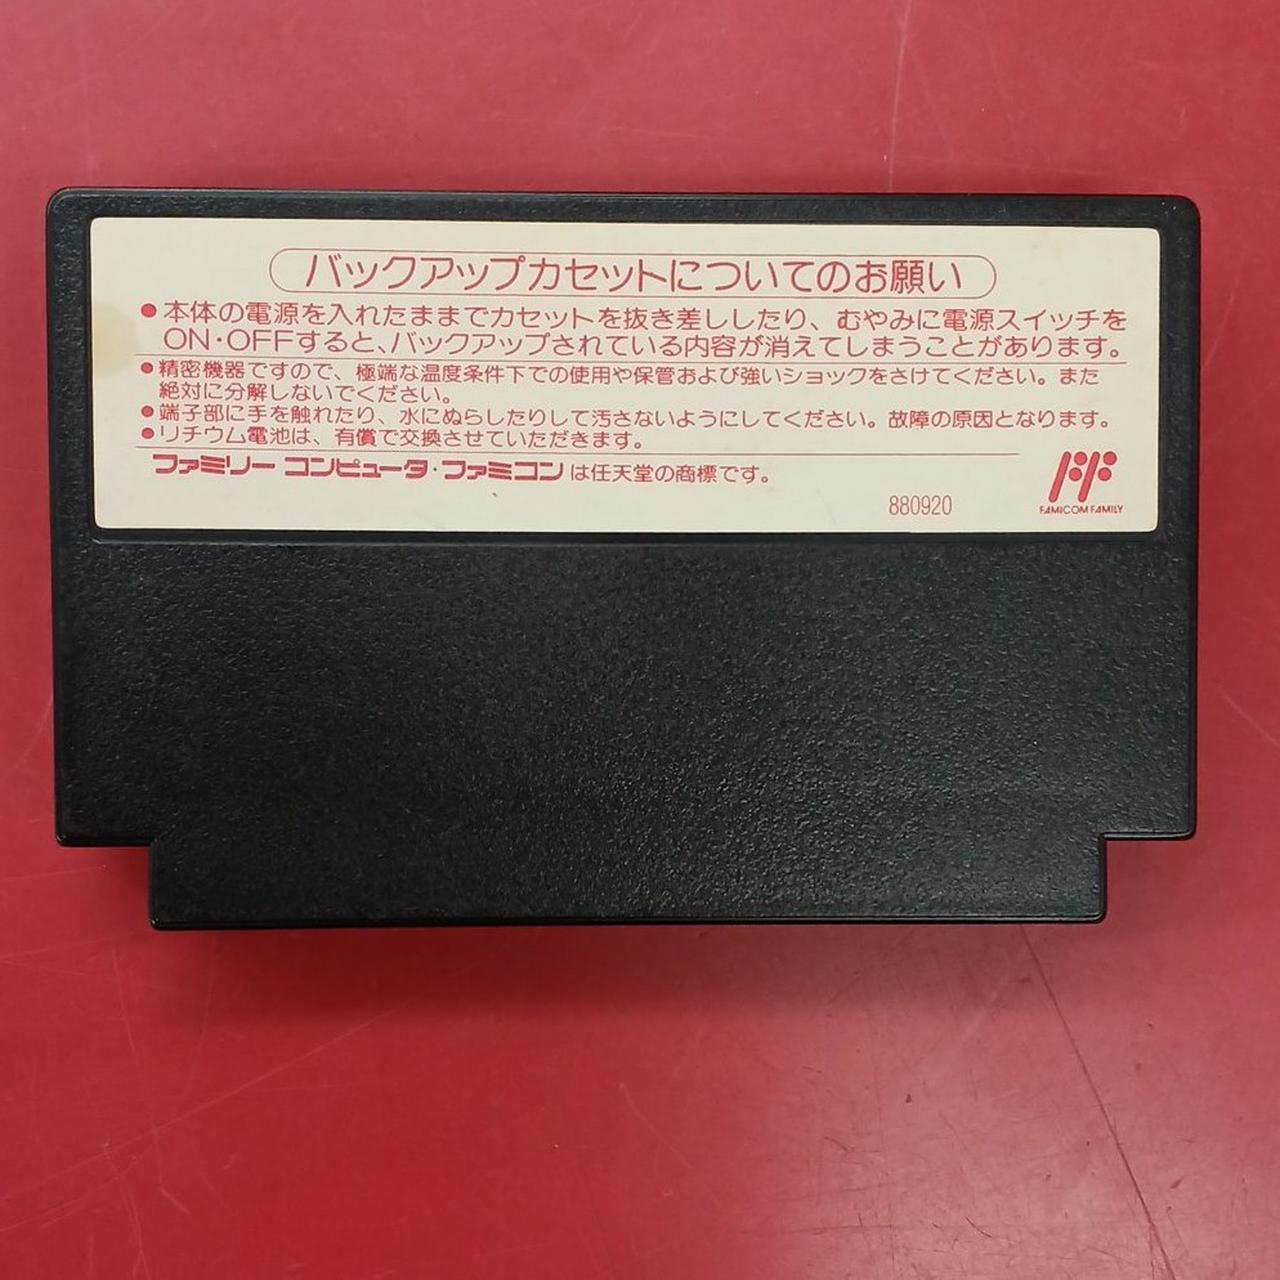 バックアップカセットについてのお願い
●本体の電源を入れたままでカセットを抜き差ししたり、むやみに電源スイッチを
ON・OFFすると、バックアップされている内容が消えてしまうことがあります。
●精密機器ですので、極端な温度条件下での使用や保管および強いショックをさけてください。また
絶対に分解しないでください。
●端子部に手を触れたり、水にぬらしたりして汚さないようにしてください。故障の原因となります。
●リチウム電池は、有償で交換させていただきます。
ファミリー コンピュータ・ファミコンは任天堂の商標です。
880920
FAMICOM FAMILY